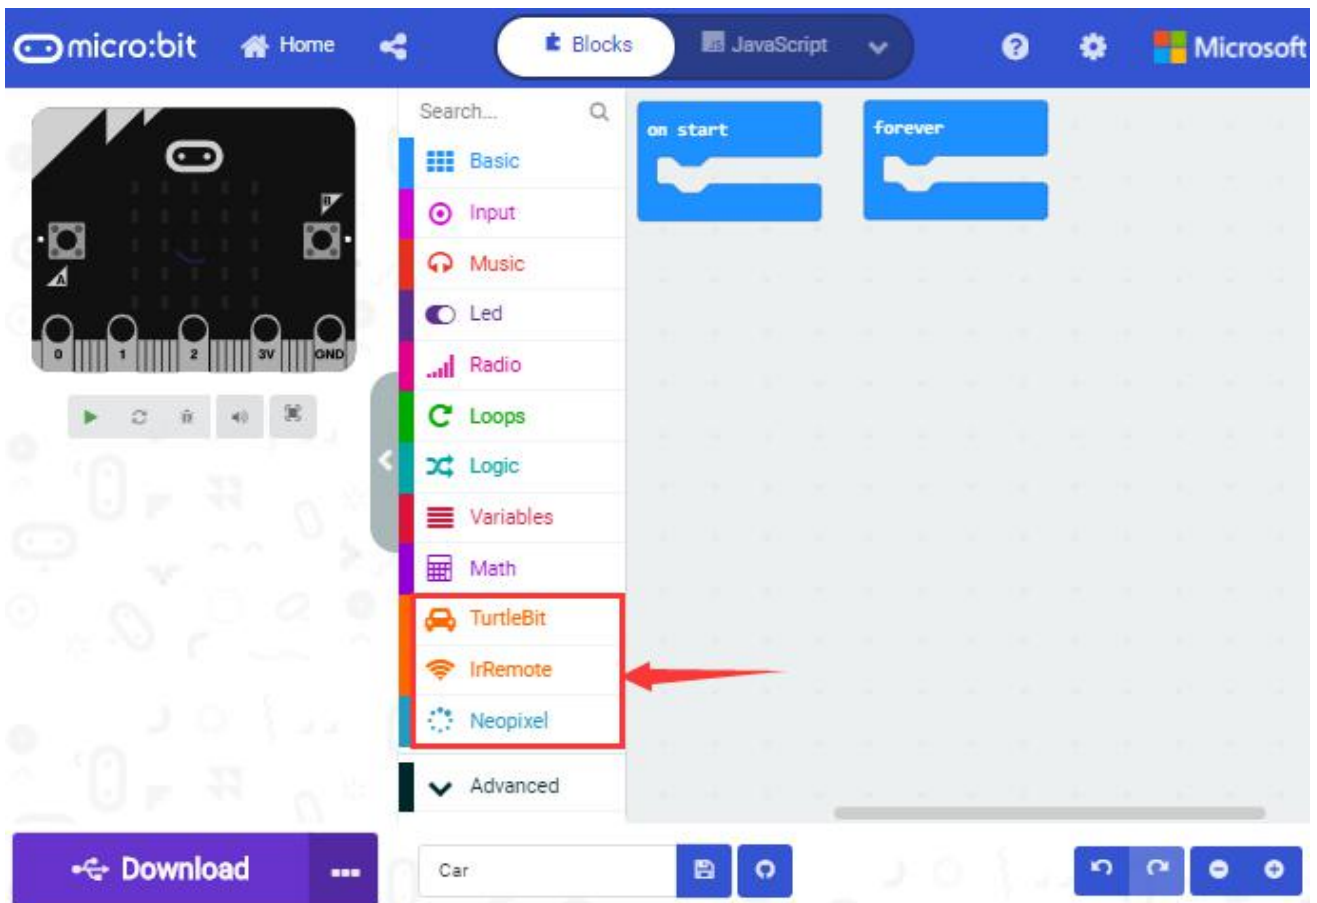 micro:bit Home Blocks JavaScript Microsoft
Search...
Basic
Input
Music
Led
Radio
Loops
Logic
Variables
Math
TurtleBit
IrRemote
Neopixel
Advanced
on start
forever
B
A
0 1 2 3V GND
Download
Car